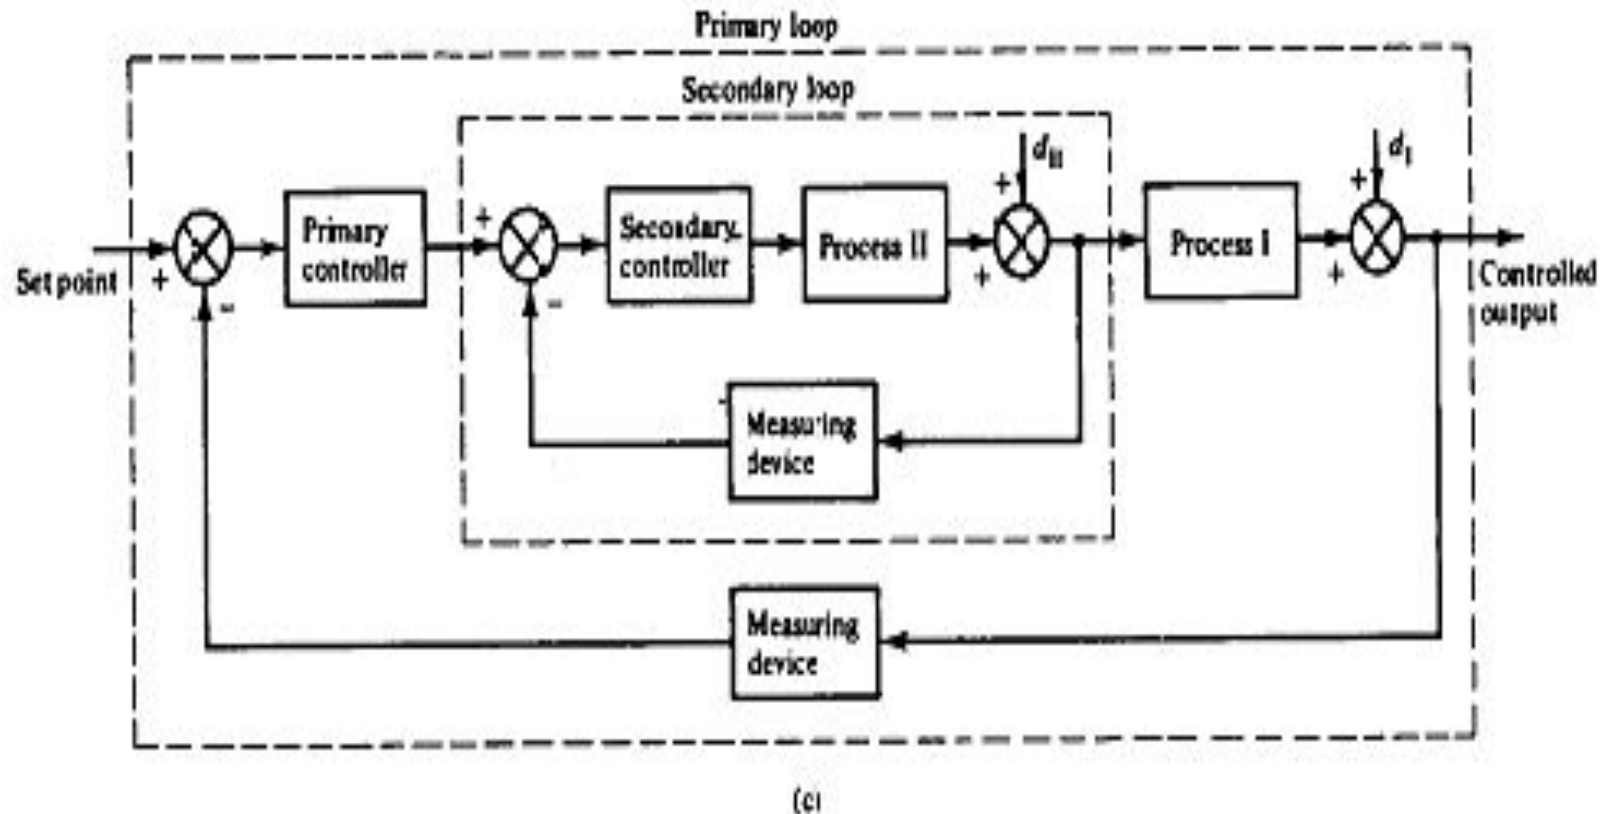 Primary loop
Secondary loop
d_II
d_I
+
+
+
Primary
controller
Secondary
controller
Process II
Process I
Set point
+
-
-
+
+
Controlled
output
Measuring
device
Measuring
device
(c)